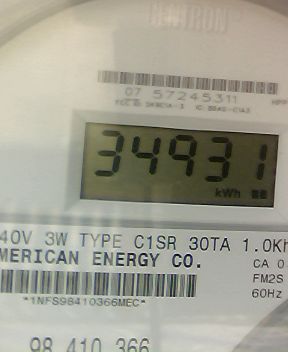 07 57245311
34931
kWh
40V 3W TYPE C1SR 30TA 1.0Kh
MERICAN ENERGY CO.
CA 0
FM2S
60Hz
*1NFS98410366MEC*
98 410 366